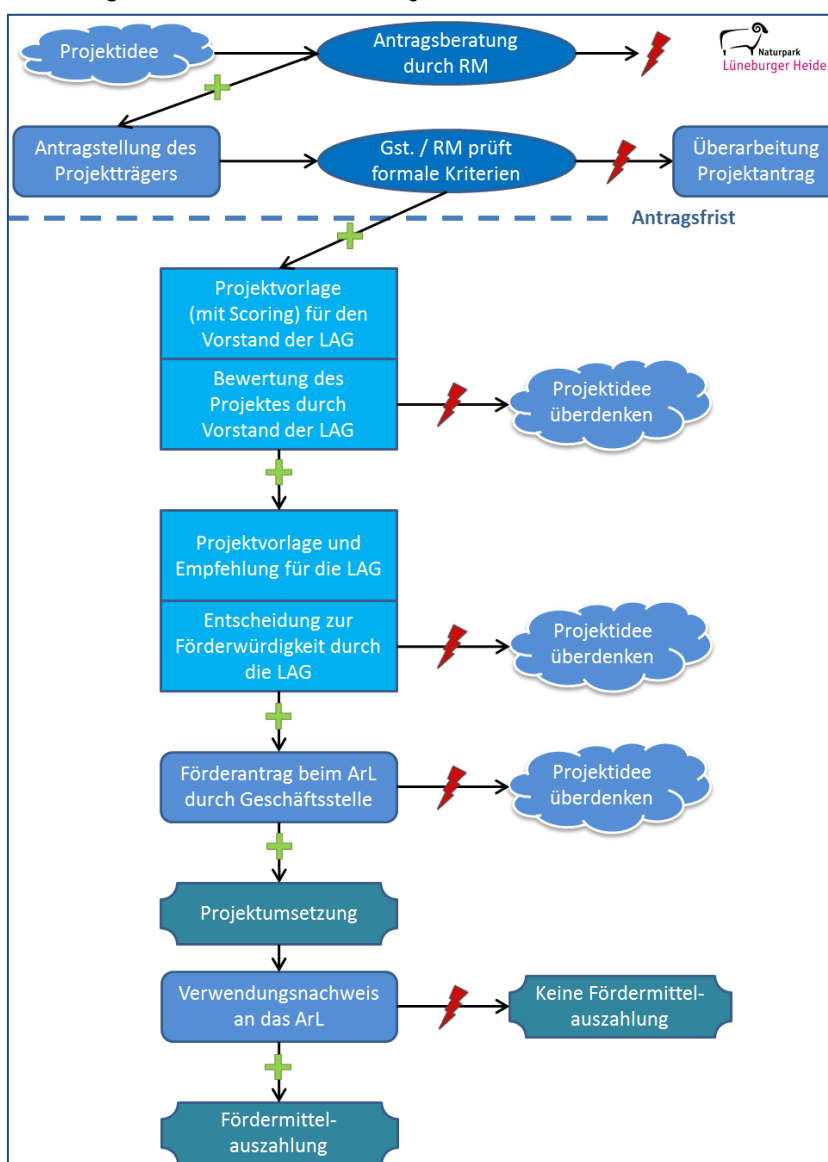 Projektidee
Antragsberatung
durch RM
Naturpark
Lüneburger Heide
Antragstellung des
Projektträgers
Gst. / RM prüft
formale Kriterien
Überarbeitung
Projektantrag
Antragsfrist
Projektvorlage
(mit Scoring) für den
Vorstand der LAG
Bewertung des
Projektes durch
Vorstand der LAG
Projektidee
überdenken
Projektvorlage und
Empfehlung für die LAG
Entscheidung zur
Förderwürdigkeit durch
die LAG
Projektidee
überdenken
Förderantrag beim ArL
durch Geschäftsstelle
Projektidee
überdenken
Projektumsetzung
Verwendungsnachweis
an das ArL
Keine Fördermittel-
auszahlung
Fördermittel-
auszahlung